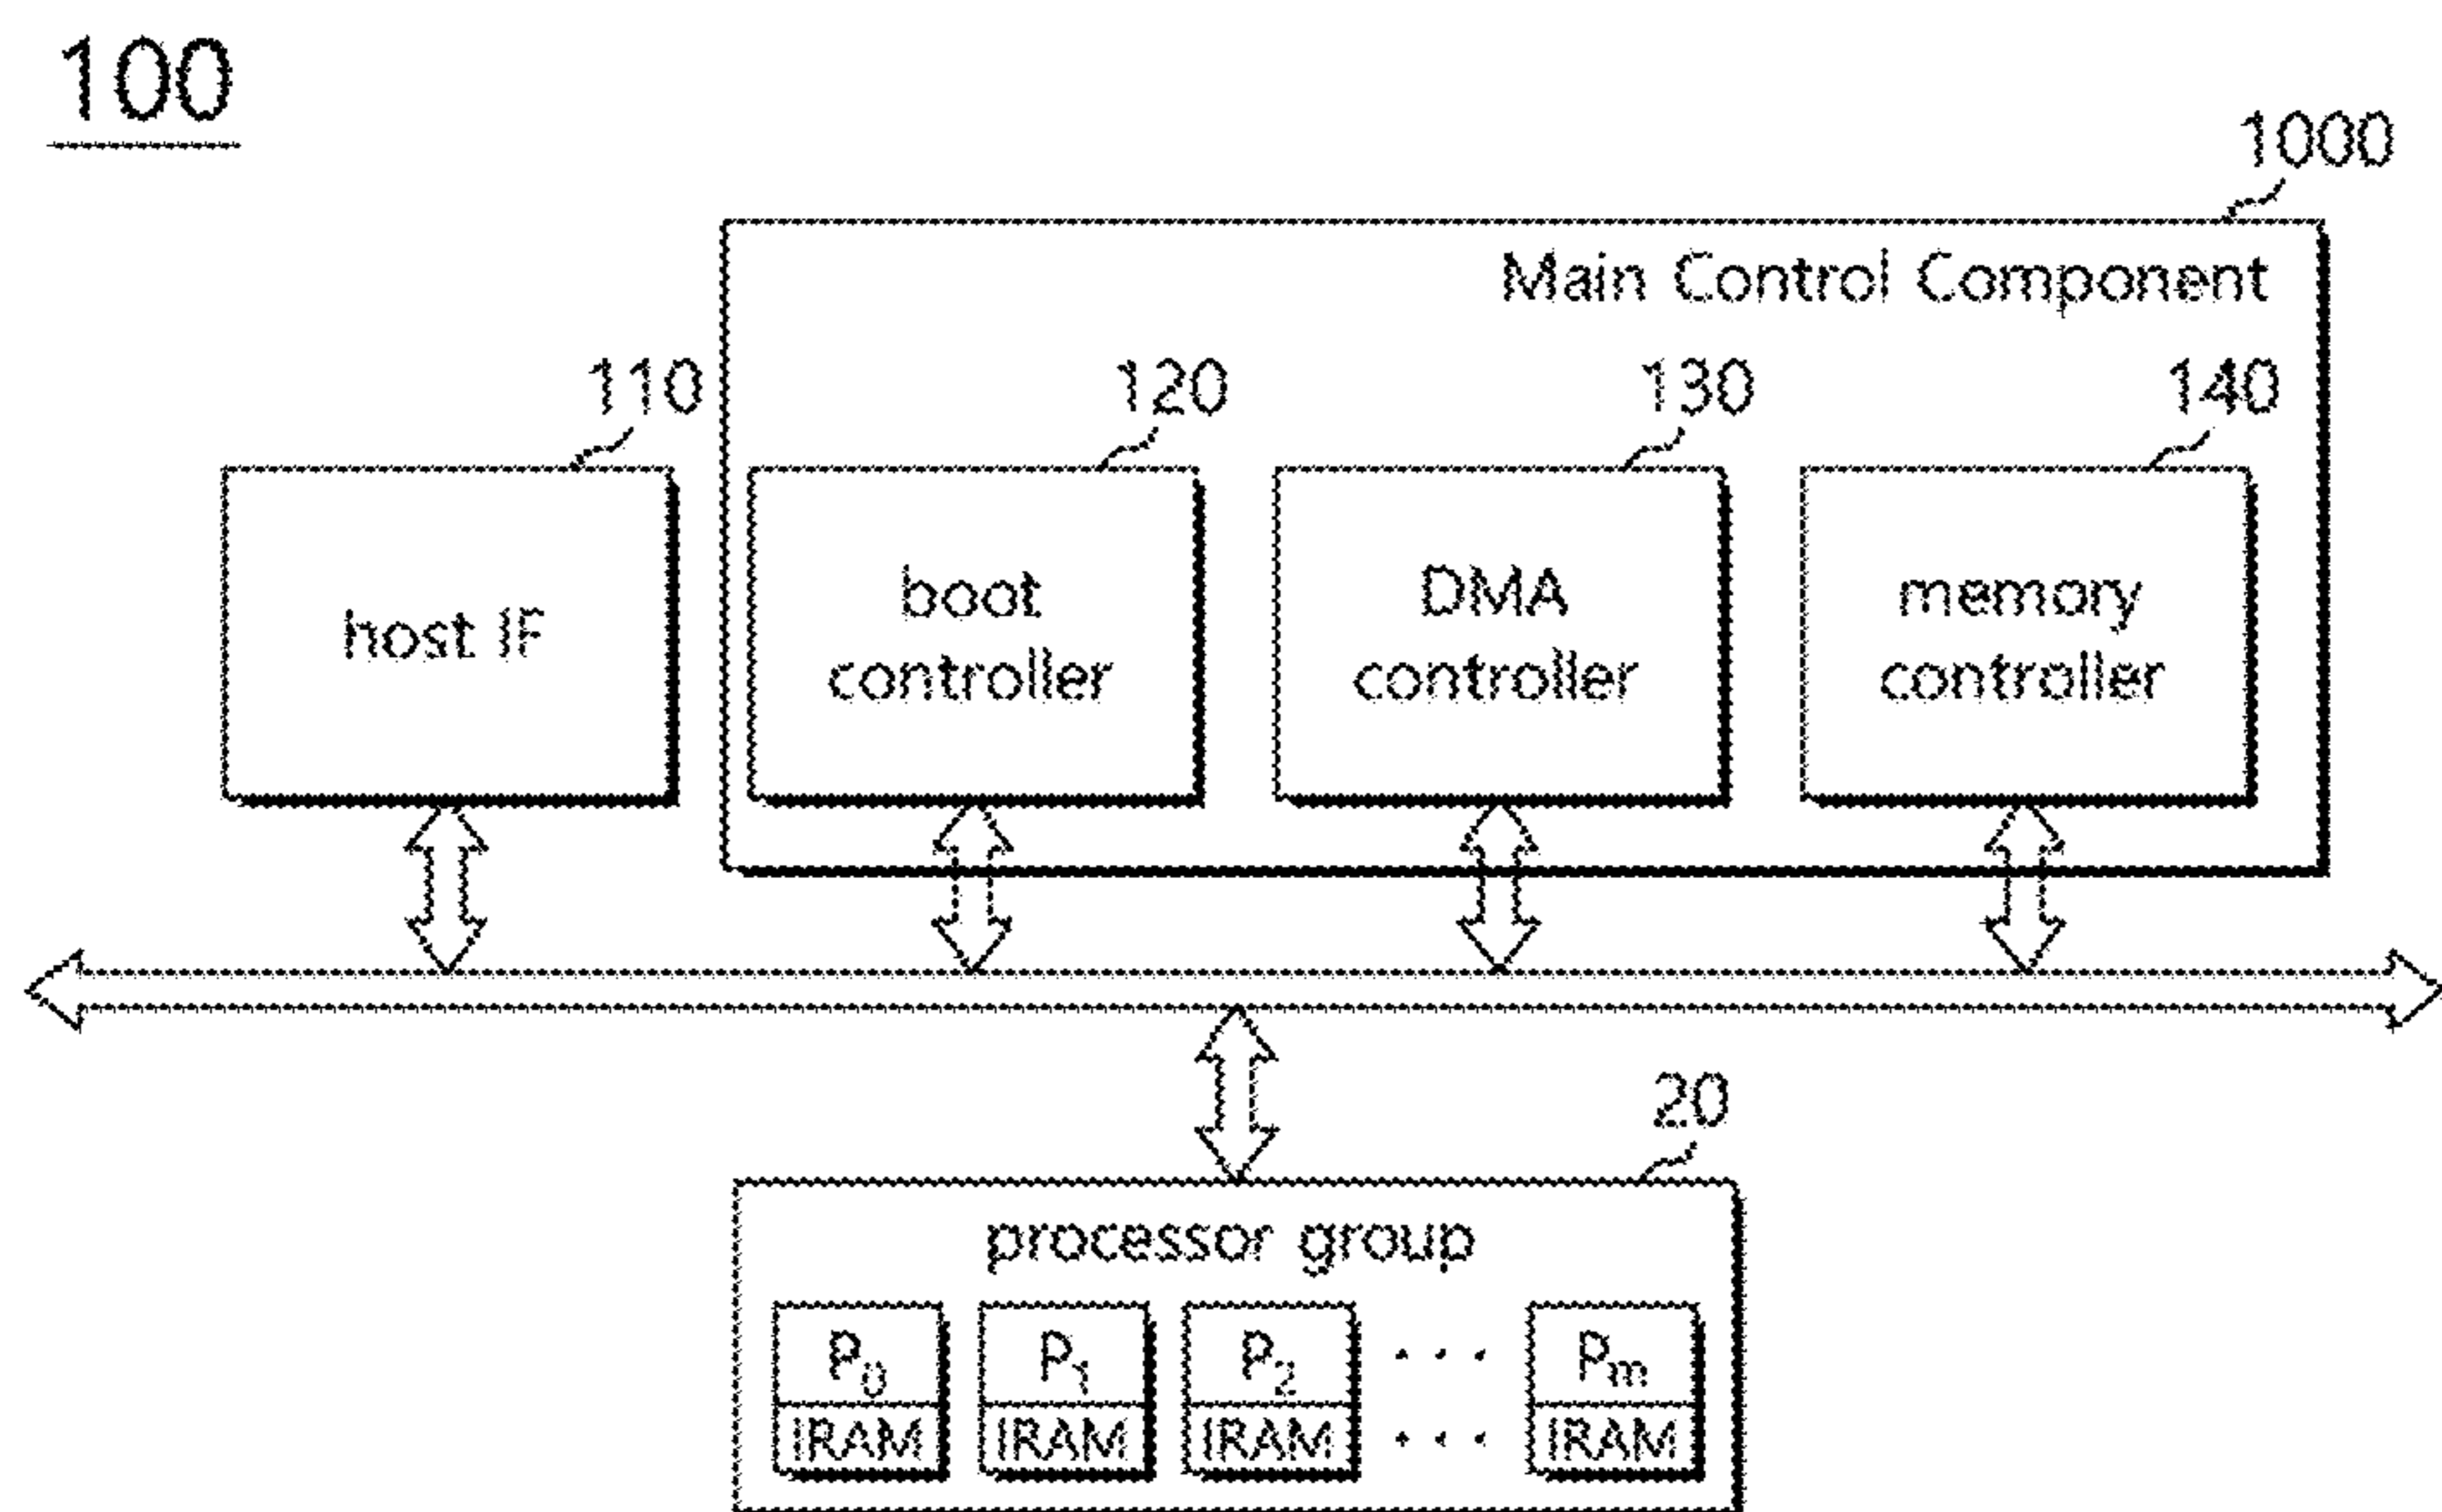 100
1000
Main Control Component
110
120
130
140
host IF
boot
controller
DMA
controller
memory
controller
20
processor group
P0 P1 P2 · · · Pm
IRAM IRAM IRAM · · · IRAM